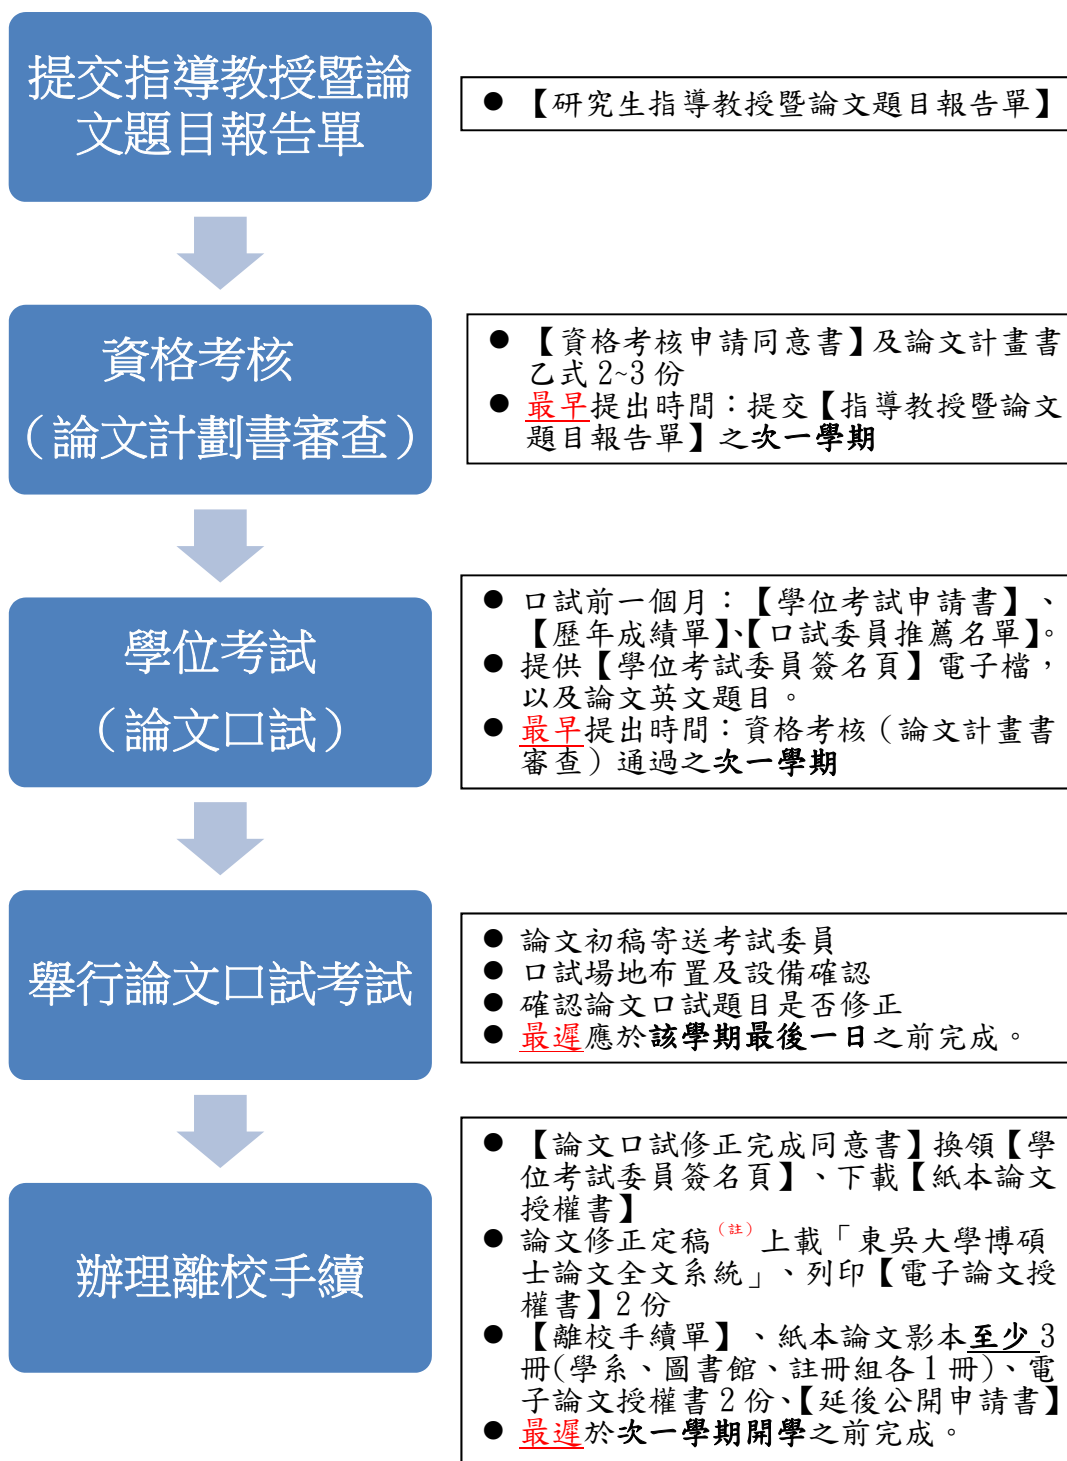 提交指導教授暨論
文題目報告單
● 【研究生指導教授暨論文題目報告單】
資格考核
（論文計劃書審查）
● 【資格考核申請同意書】及論文計畫書
乙式 2~3 份
● 最早提出時間：提交【指導教授暨論文
題目報告單】之次一學期
學位考試
（論文口試）
● 口試前一個月：【學位考試申請書】、
【歷年成績單】、【口試委員推薦名單】。
● 提供【學位考試委員簽名頁】電子檔，
以及論文英文題目。
● 最早提出時間：資格考核（論文計畫書
審查）通過之次一學期
舉行論文口試考試
● 論文初稿寄送考試委員
● 口試場地布置及設備確認
● 確認論文口試題目是否修正
● 最遲應於該學期最後一日之前完成。
辦理離校手續
● 【論文口試修正完成同意書】換領【學
位考試委員簽名頁】、下載【紙本論文
授權書】
● 論文修正定稿（註）上載「東吳大學博碩
士論文全文系統」、列印【電子論文授
權書】2 份
● 【離校手續單】、紙本論文影本至少 3
冊(學系、圖書館、註冊組各 1 冊)、電
子論文授權書 2 份、【延後公開申請書】
● 最遲於次一學期開學之前完成。